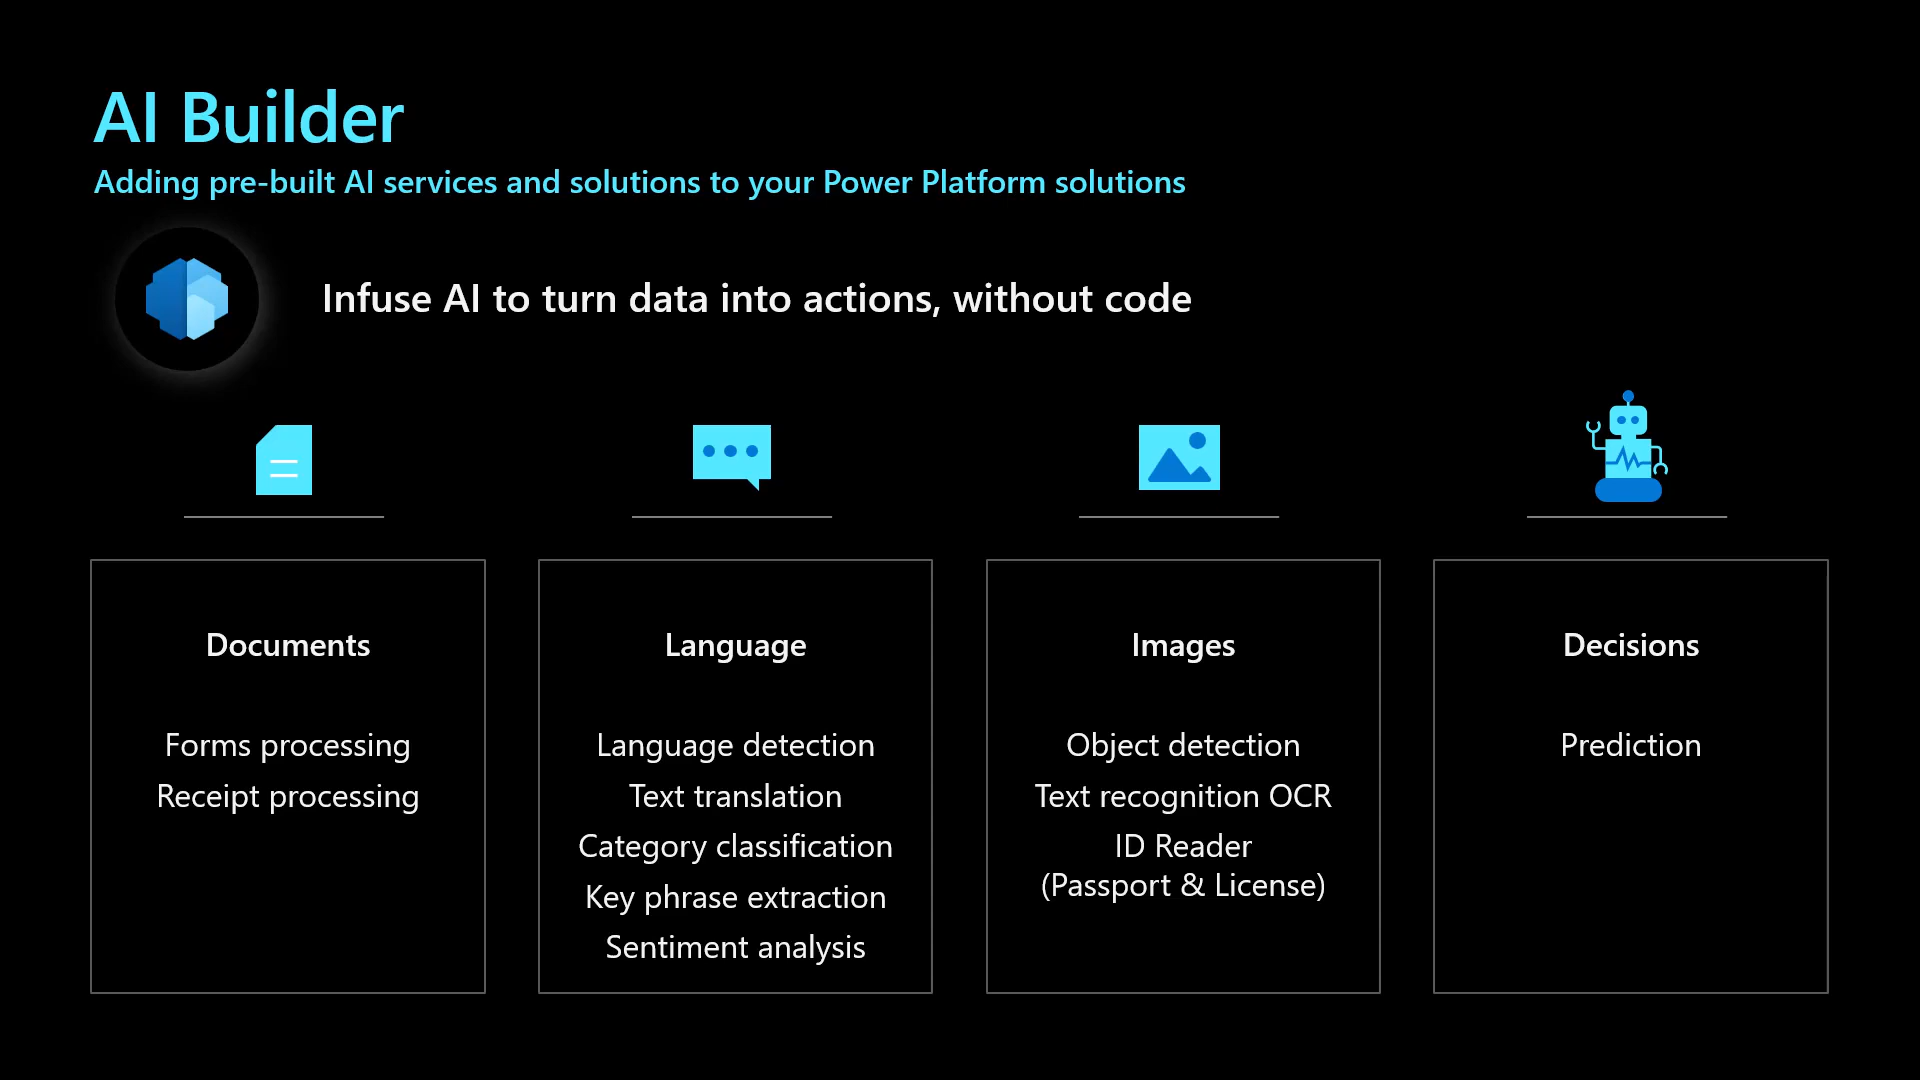 AI Builder
Adding pre-built AI services and solutions to your Power Platform solutions
Infuse AI to turn data into actions, without code
Documents
Forms processing
Receipt processing
Language
Language detection
Text translation
Category classification
Key phrase extraction
Sentiment analysis
Images
Object detection
Text recognition OCR
ID Reader
(Passport & License)
Decisions
Prediction